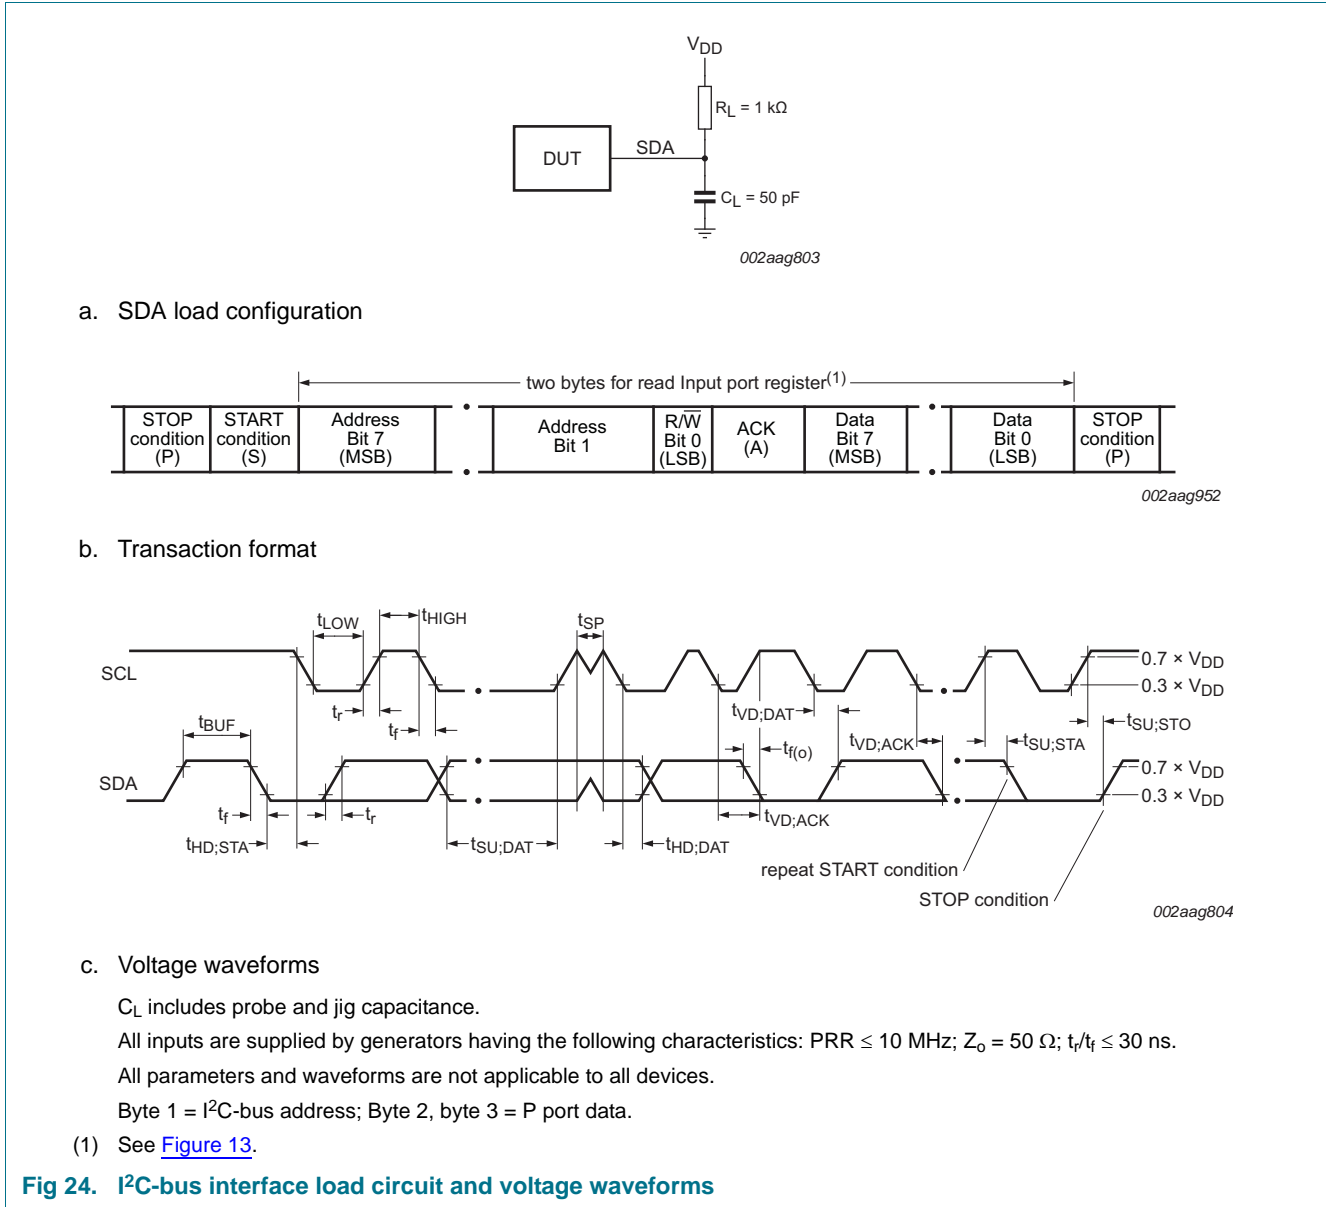 VDD
RL = 1 kΩ
DUT
SDA
CL = 50 pF
002aag803
a. SDA load configuration
two bytes for read Input port register(1)
STOP condition (P)
START condition (S)
Address Bit 7 (MSB)
Address Bit 1
R/W̅ Bit 0 (LSB)
ACK (A)
Data Bit 7 (MSB)
Data Bit 0 (LSB)
STOP condition (P)
002aag952
b. Transaction format
tLOW
tHIGH
tSP
SCL
0.7 × VDD
0.3 × VDD
tr
tf
tBUF
tVD;DAT
tf(o)
tVD;ACK
tSU;STA
tSU;STO
SDA
0.7 × VDD
0.3 × VDD
tf
tr
tVD;ACK
tHD;STA
tSU;DAT
tHD;DAT
repeat START condition
STOP condition
002aag804
c. Voltage waveforms
CL includes probe and jig capacitance.
All inputs are supplied by generators having the following characteristics: PRR ≤ 10 MHz; Zo = 50 Ω; tr/tf ≤ 30 ns.
All parameters and waveforms are not applicable to all devices.
Byte 1 = I²C-bus address; Byte 2, byte 3 = P port data.
(1) See Figure 13.
Fig 24. I²C-bus interface load circuit and voltage waveforms